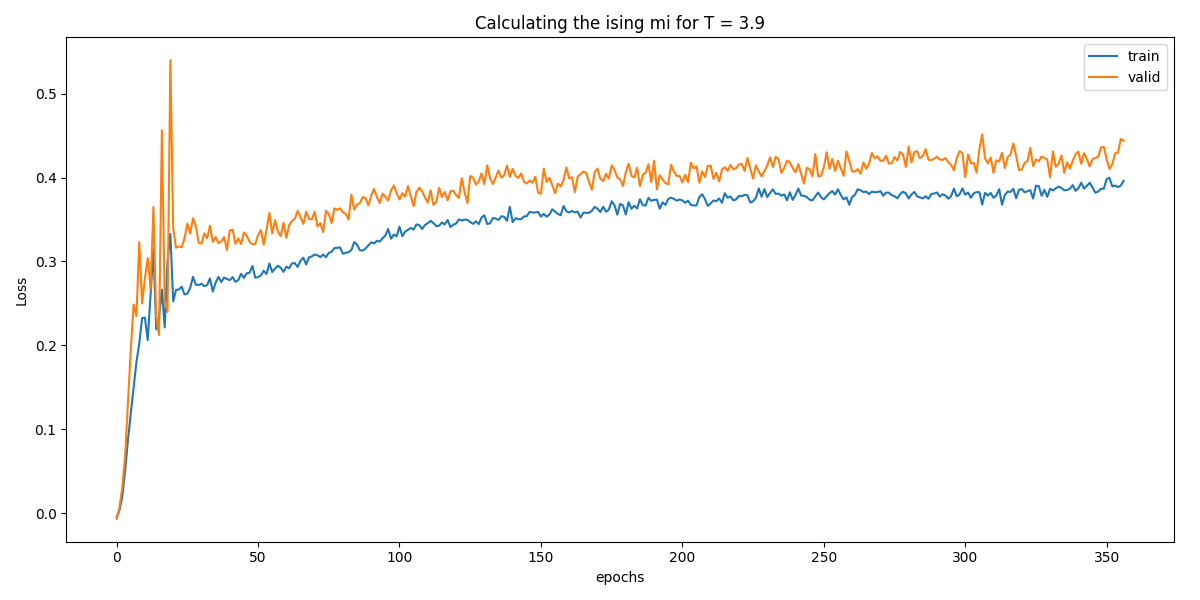 Calculating the ising mi for T = 3.9
train
valid
Loss
0.5
0.4
0.3
0.2
0.1
0.0
0 50 100 150 200 250 300 350
epochs